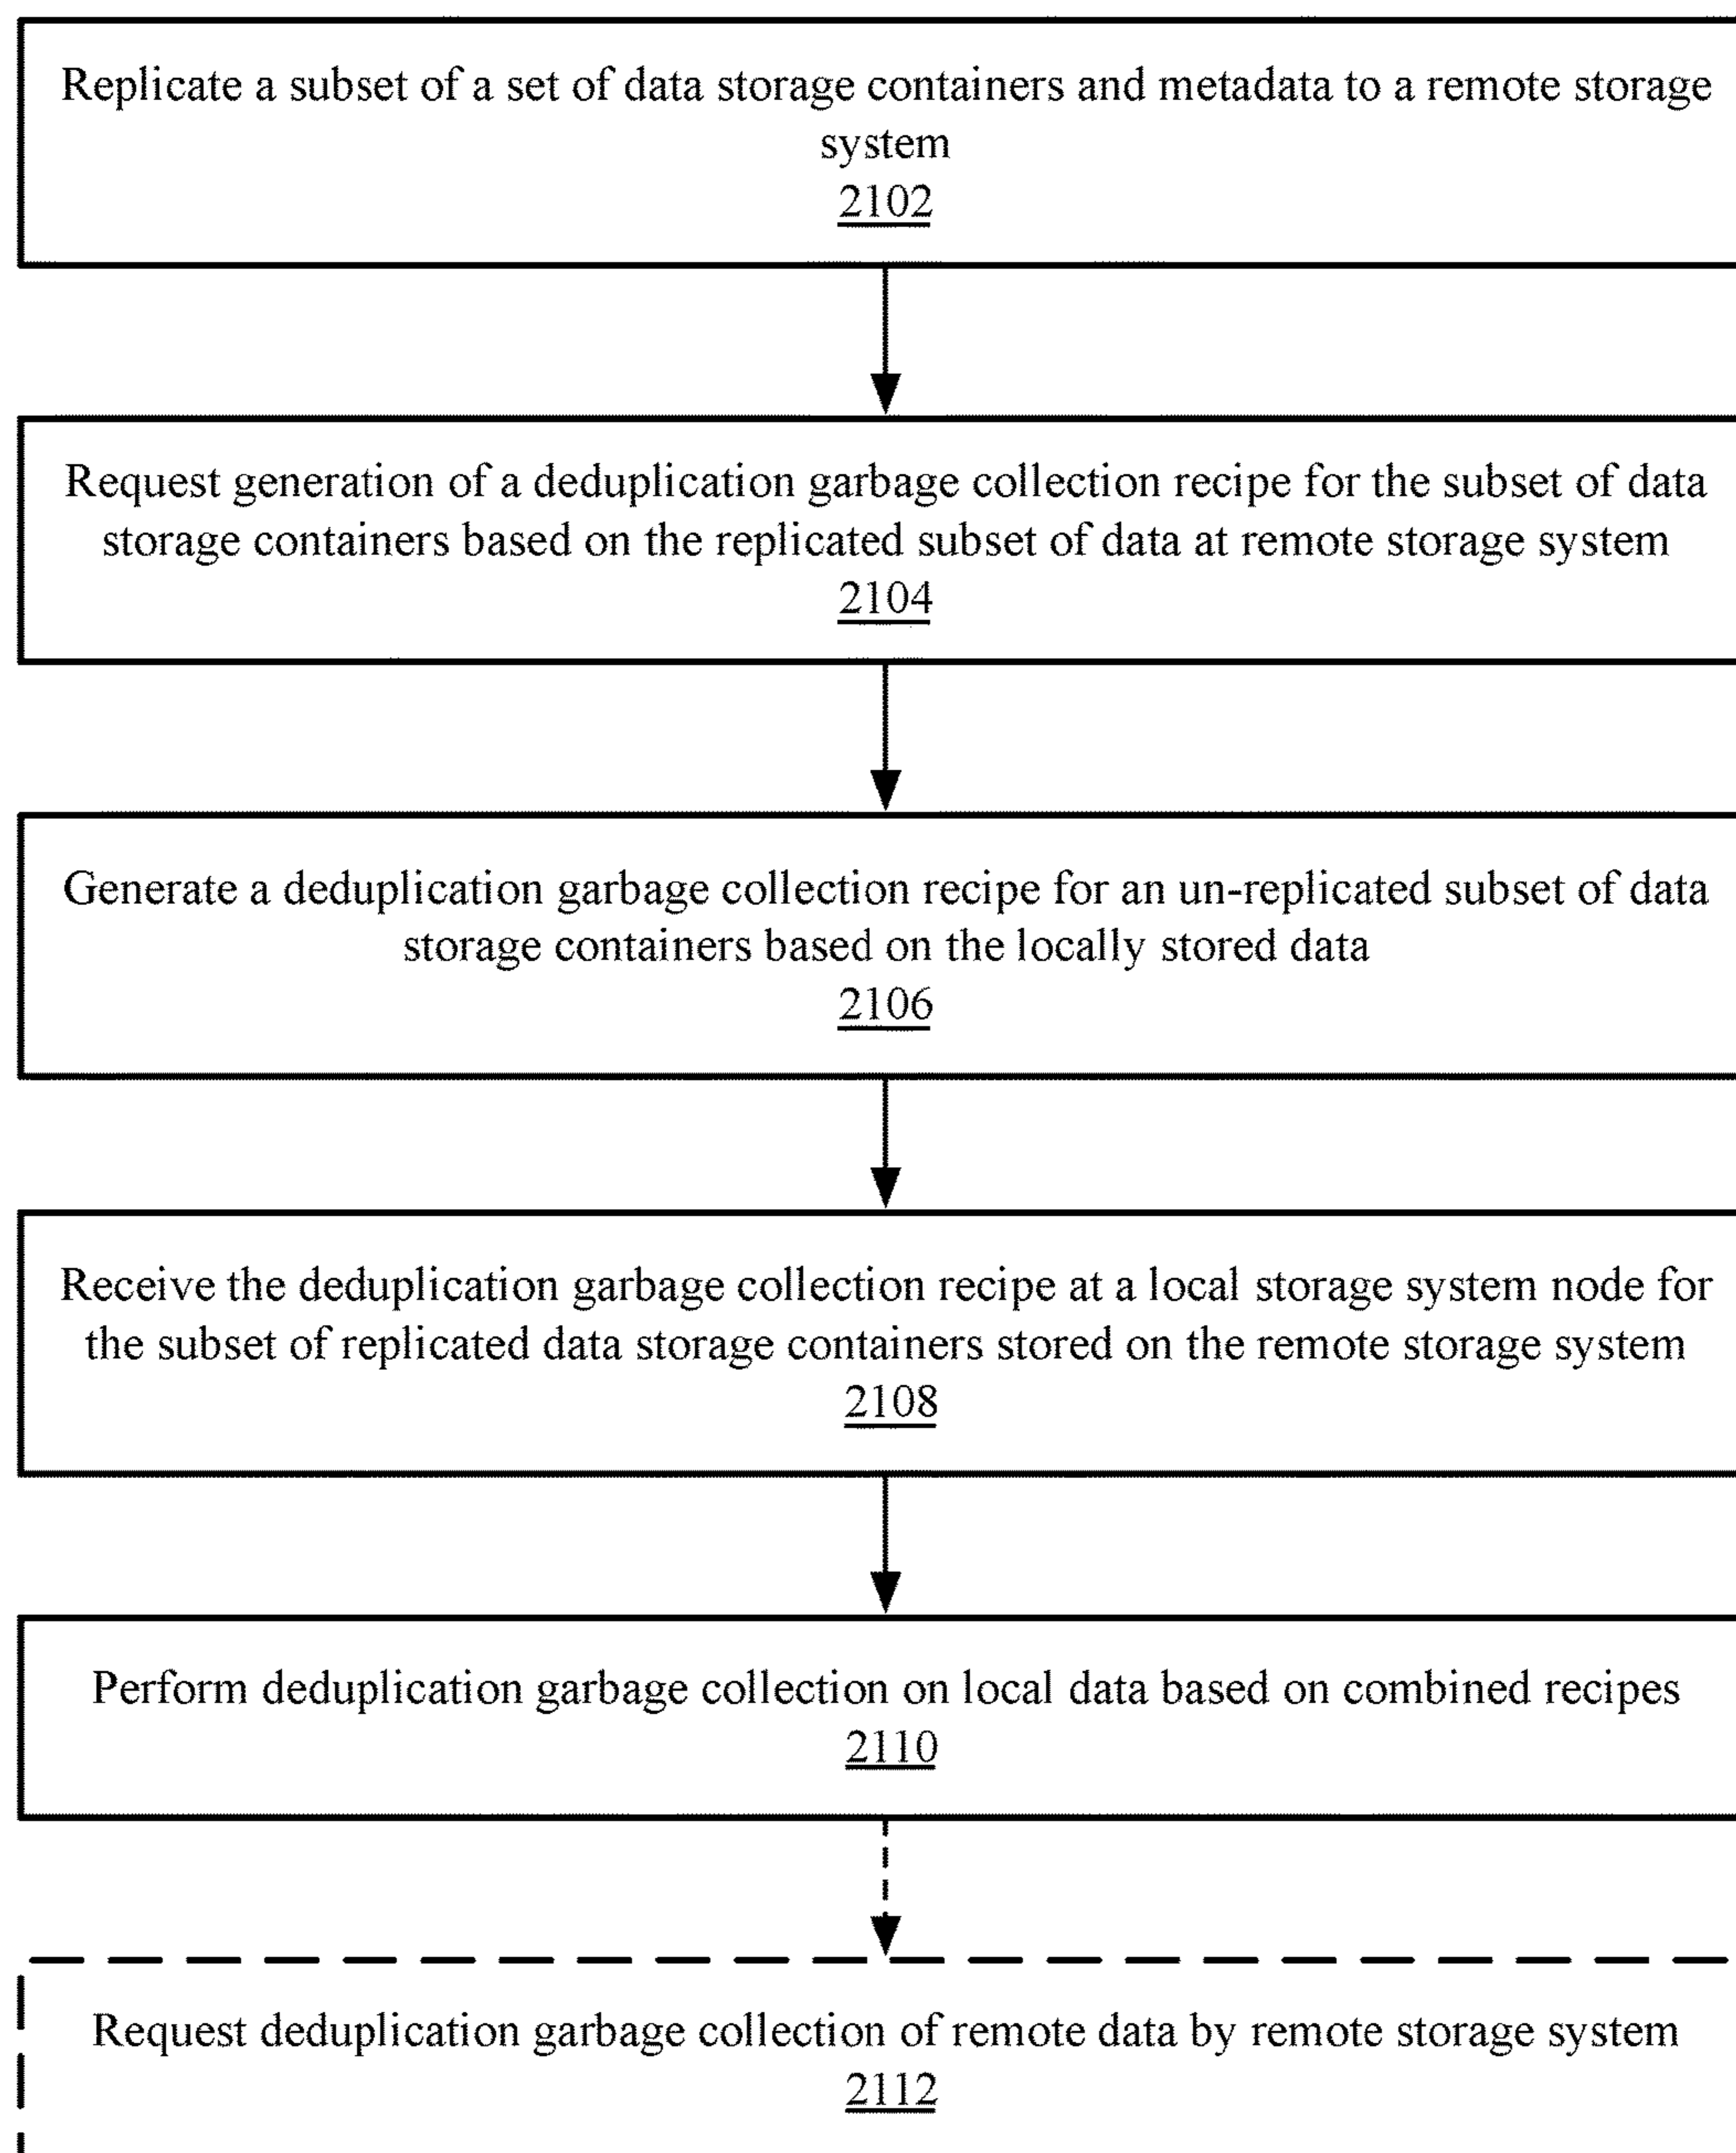 Replicate a subset of a set of data storage containers and metadata to a remote storage
system
2102
Request generation of a deduplication garbage collection recipe for the subset of data
storage containers based on the replicated subset of data at remote storage system
2104
Generate a deduplication garbage collection recipe for an un-replicated subset of data
storage containers based on the locally stored data
2106
Receive the deduplication garbage collection recipe at a local storage system node for
the subset of replicated data storage containers stored on the remote storage system
2108
Perform deduplication garbage collection on local data based on combined recipes
2110
Request deduplication garbage collection of remote data by remote storage system
2112